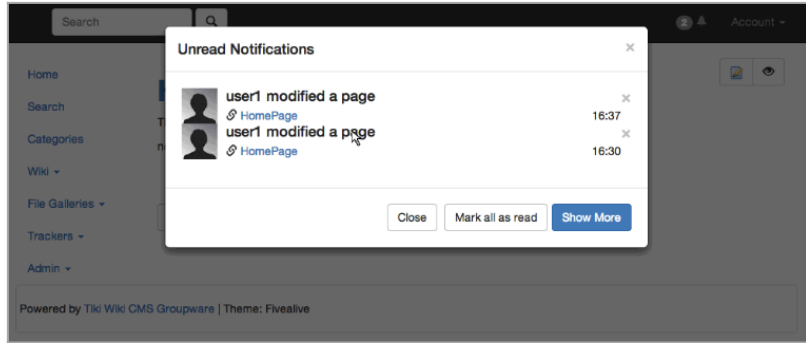 Search
2
Account
Unread Notifications
×
Home
Search
Categories
Wiki
File Galleries
Trackers
Admin
user1 modified a page
×
HomePage
16:37
user1 modified a page
×
HomePage
16:30
Close
Mark all as read
Show More
Powered by Tiki Wiki CMS Groupware | Theme: Fivealive